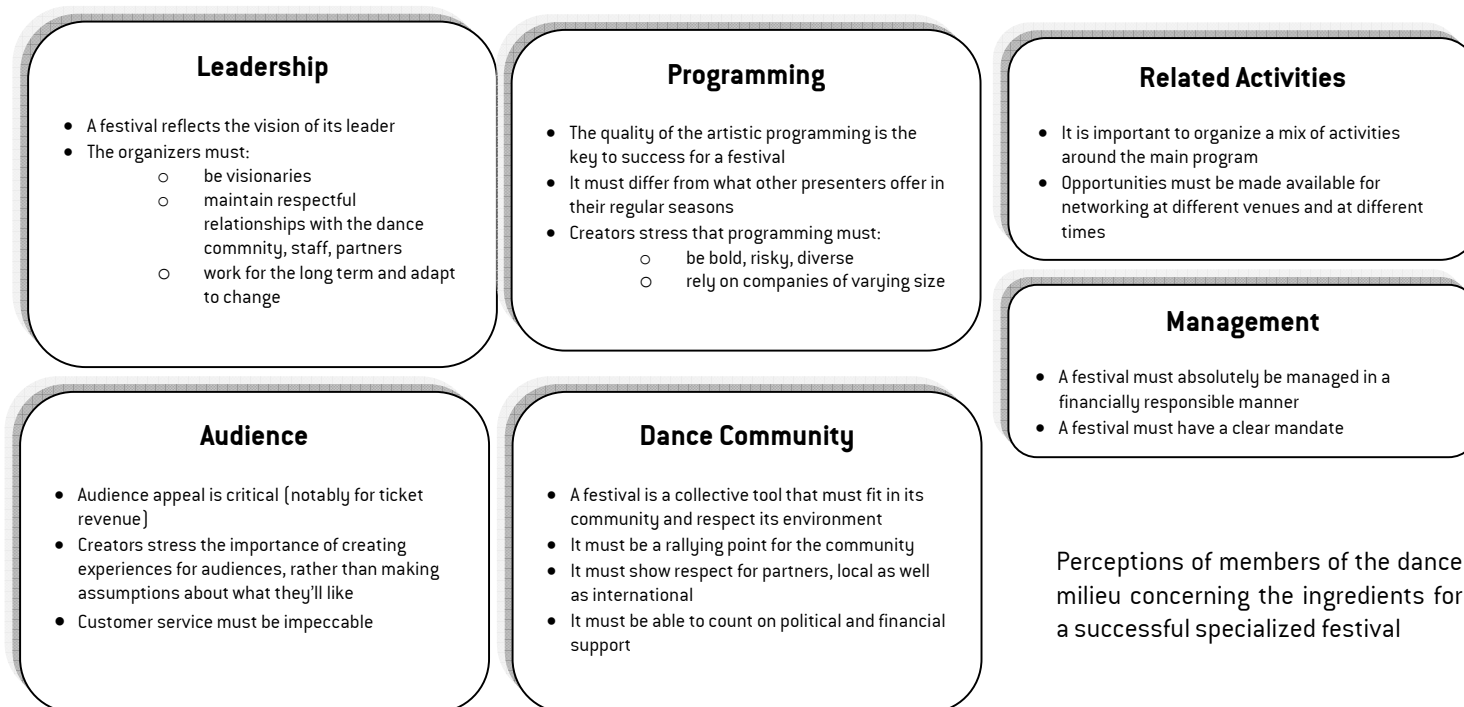 Leadership
• A festival reflects the vision of its leader
• The organizers must:
o be visionaries
o maintain respectful
relationships with the dance
commnity, staff, partners
o work for the long term and adapt
to change
Programming
• The quality of the artistic programming is the
key to success for a festival
• It must differ from what other presenters offer in
their regular seasons
• Creators stress that programming must:
o be bold, risky, diverse
o rely on companies of varying size
Related Activities
• It is important to organize a mix of activities
around the main program
• Opportunities must be made available for
networking at different venues and at different
times
Management
• A festival must absolutely be managed in a
financially responsible manner
• A festival must have a clear mandate
Audience
• Audience appeal is critical (notably for ticket
revenue)
• Creators stress the importance of creating
experiences for audiences, rather than making
assumptions about what they'll like
• Customer service must be impeccable
Dance Community
• A festival is a collective tool that must fit in its
community and respect its environment
• It must be a rallying point for the community
• It must show respect for partners, local as well
as international
• It must be able to count on political and financial
support
Perceptions of members of the dance
milieu concerning the ingredients for
a successful specialized festival